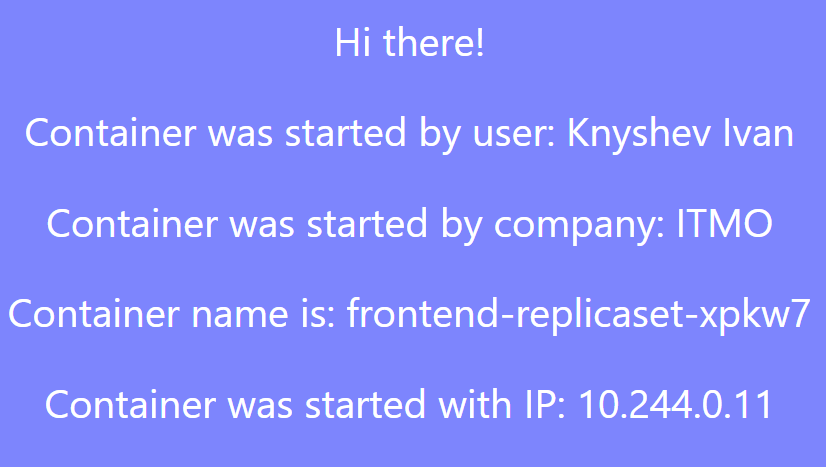 Hi there!
Container was started by user: Knyshev Ivan
Container was started by company: ITMO
Container name is: frontend-replicaset-xpkw7
Container was started with IP: 10.244.0.11